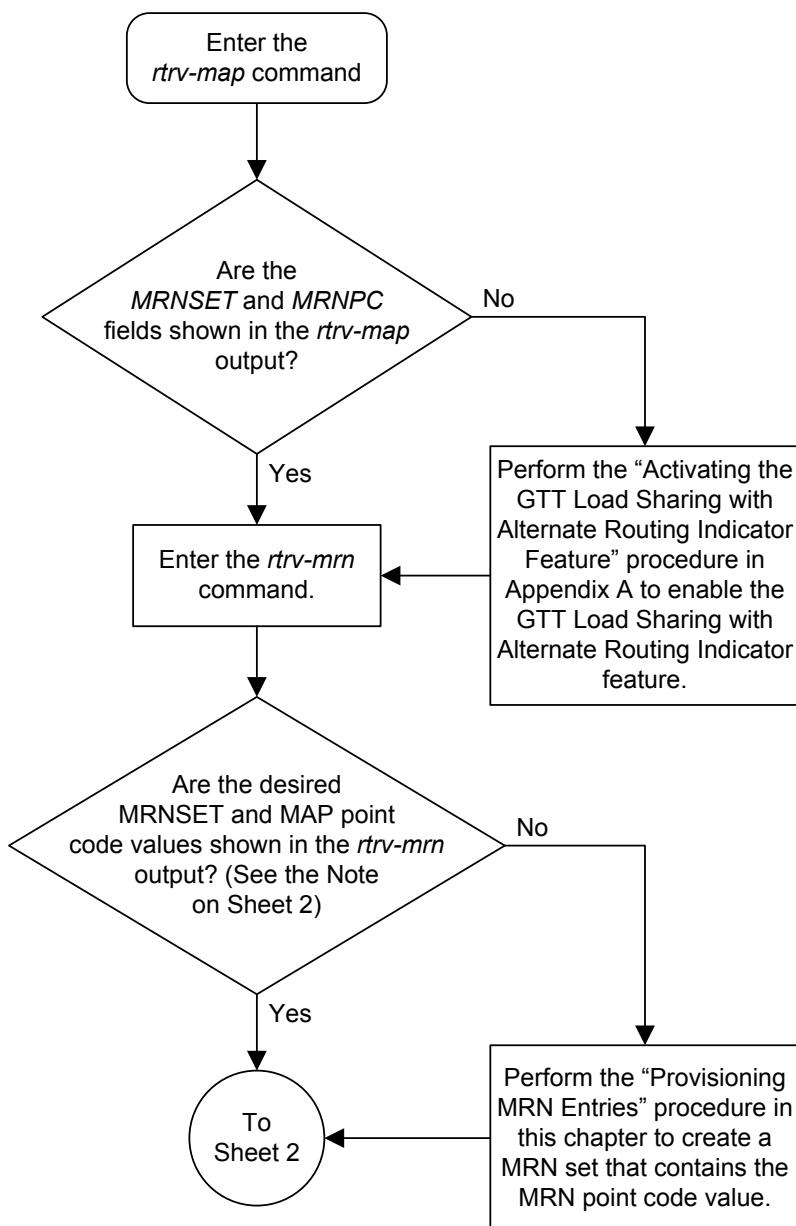 Enter the
rtrv-map command
Are the
MRNSET and MRNPC
fields shown in the rtrv-map
output?
No
Yes
Perform the “Activating the
GTT Load Sharing with
Alternate Routing Indicator
Feature” procedure in
Appendix A to enable the
GTT Load Sharing with
Alternate Routing Indicator
feature.
Enter the rtrv-mrn
command.
Are the desired
MRNSET and MAP point
code values shown in the rtrv-mrn
output? (See the Note
on Sheet 2)
No
Yes
Perform the “Provisioning
MRN Entries” procedure in
this chapter to create a
MRN set that contains the
MRN point code value.
To
Sheet 2